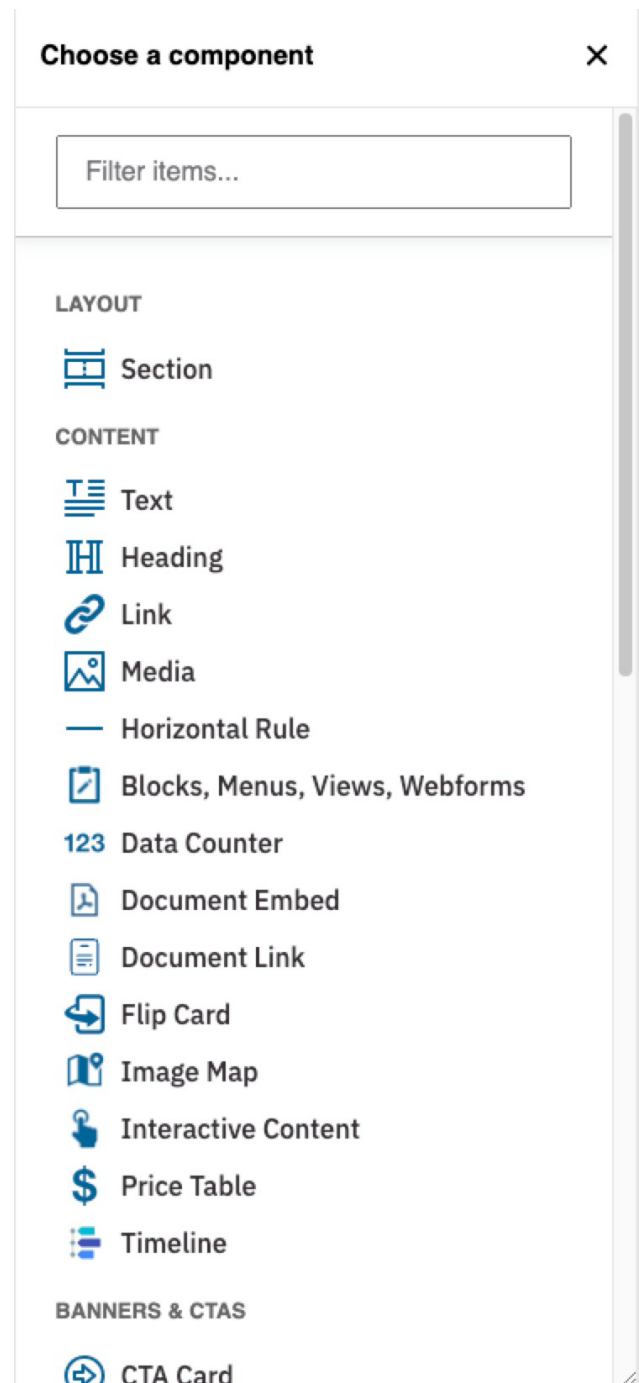 Choose a component
Filter items...
LAYOUT
Section
CONTENT
Text
Heading
Link
Media
Horizontal Rule
Blocks, Menus, Views, Webforms
123 Data Counter
Document Embed
Document Link
Flip Card
Image Map
Interactive Content
$ Price Table
Timeline
BANNERS & CTAS
CTA Card